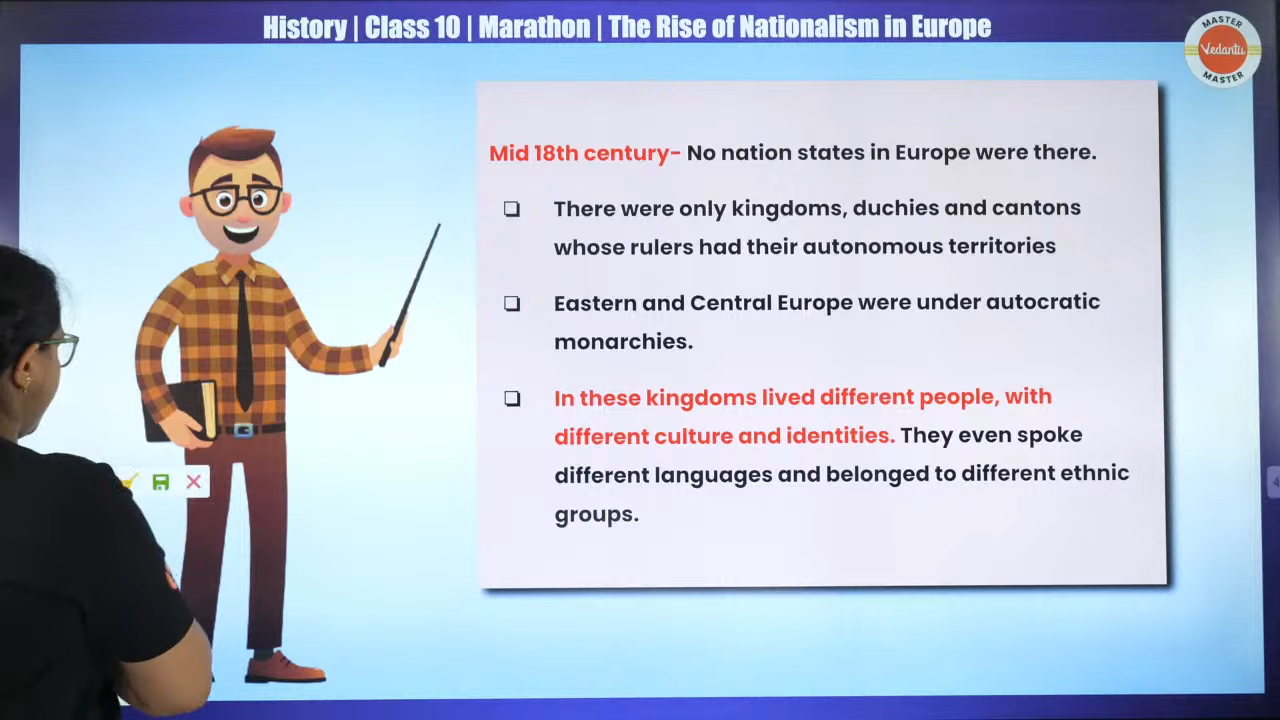 History | Class 10 | Marathon | The Rise of Nationalism in Europe
MASTER
Vedantu
MASTER
Mid 18th century- No nation states in Europe were there.
❏ There were only kingdoms, duchies and cantons
whose rulers had their autonomous territories
❏ Eastern and Central Europe were under autocratic
monarchies.
❏ In these kingdoms lived different people, with
different culture and identities. They even spoke
different languages and belonged to different ethnic
groups.